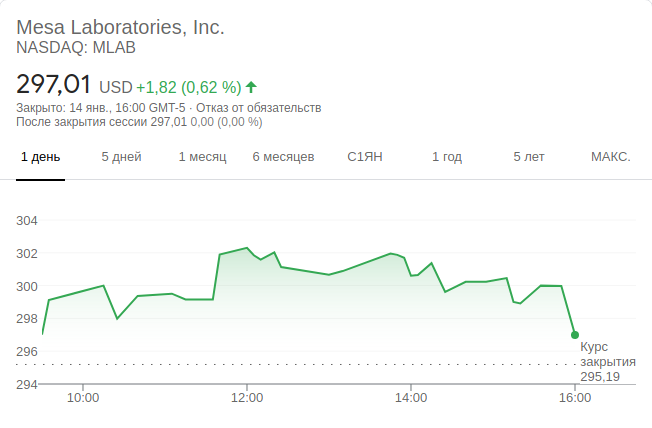 Mesa Laboratories, Inc.
NASDAQ: MLAB
297,01 USD +1,82 (0,62 %)
Закрыто: 14 янв., 16:00 GMT-5 · Отказ от обязательств
После закрытия сессии 297,01 0,00 (0,00 %)
1 день 5 дней 1 месяц 6 месяцев С1ЯН 1 год 5 лет МАКС.
304
302
300
298
296
294
Курс
закрытия
295,19
10:00 12:00 14:00 16:00